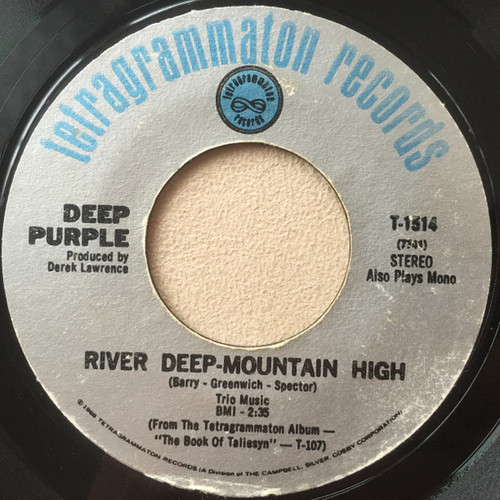 tetragrammaton records
tetragrammaton
records
DEEP
PURPLE
Produced by
Derek Lawrence
T-1514
STEREO
Also Plays Mono
RIVER DEEP-MOUNTAIN HIGH
(Barry - Greenwich - Spector)
Trio Music
BMI - 2:35
(From The Tetragrammaton Album —
"The Book Of Taliesyn" — T-107)
©1968 TETRAGRAMMATON RECORDS (A Division of THE CAMPBELL, SILVER, COSBY CORPORATION)